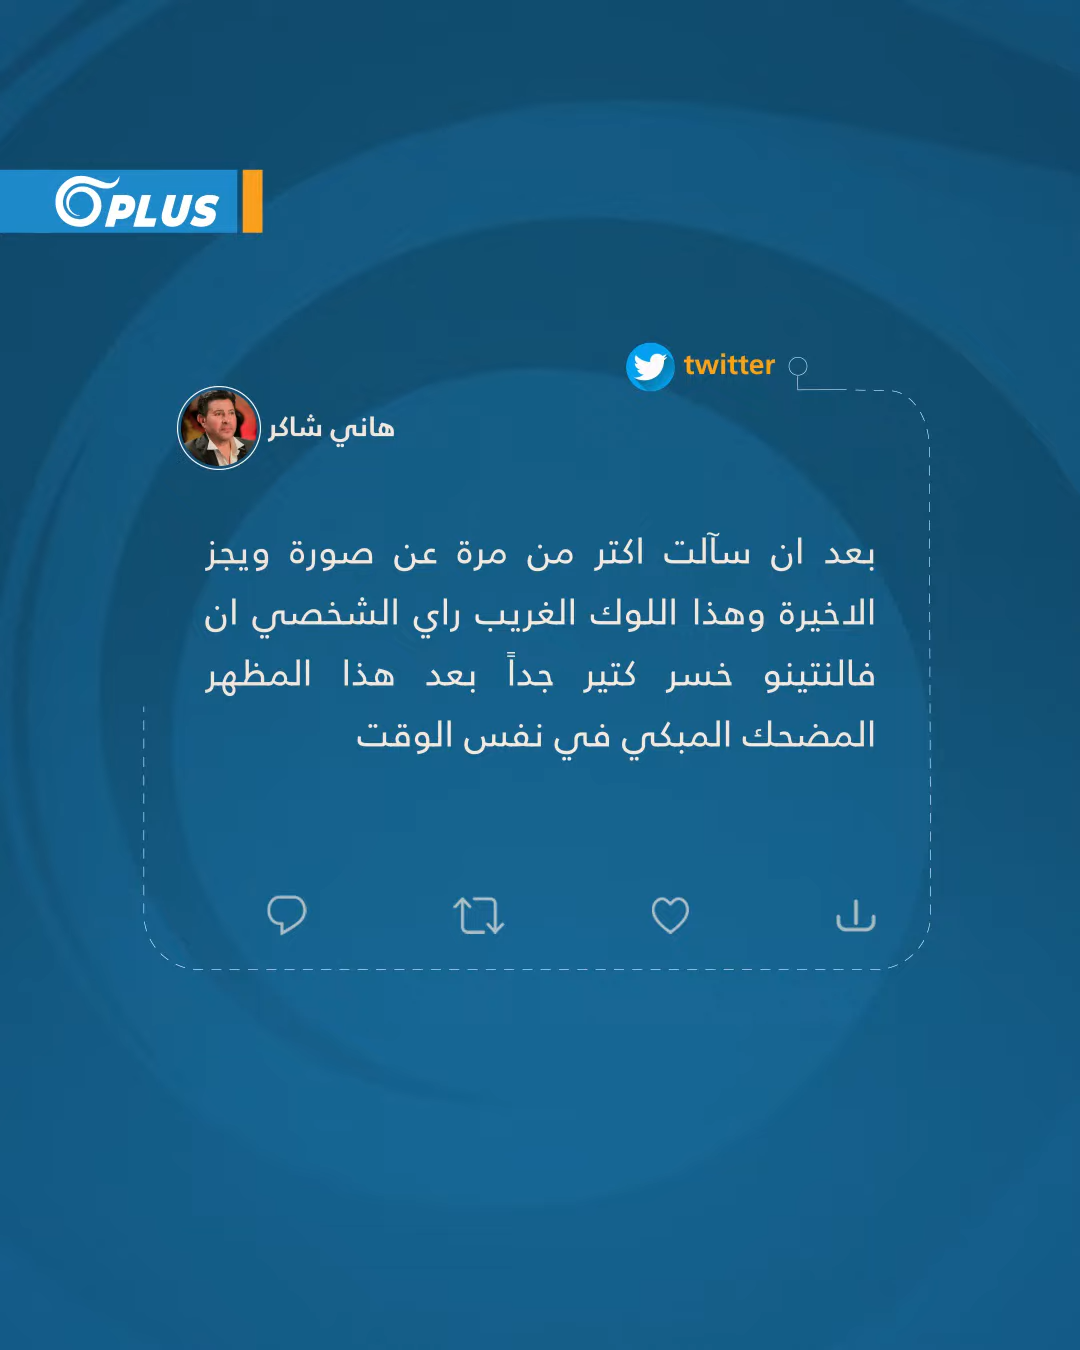 PLUS
twitter
هاني شاكر
بعد ان سآلت اكتر من مرة عن صورة ويجز
الاخيرة وهذا اللوك الغريب راي الشخصي ان
فالنتينو خسر كتير جداً بعد هذا المظهر
المضحك المبكي في نفس الوقت